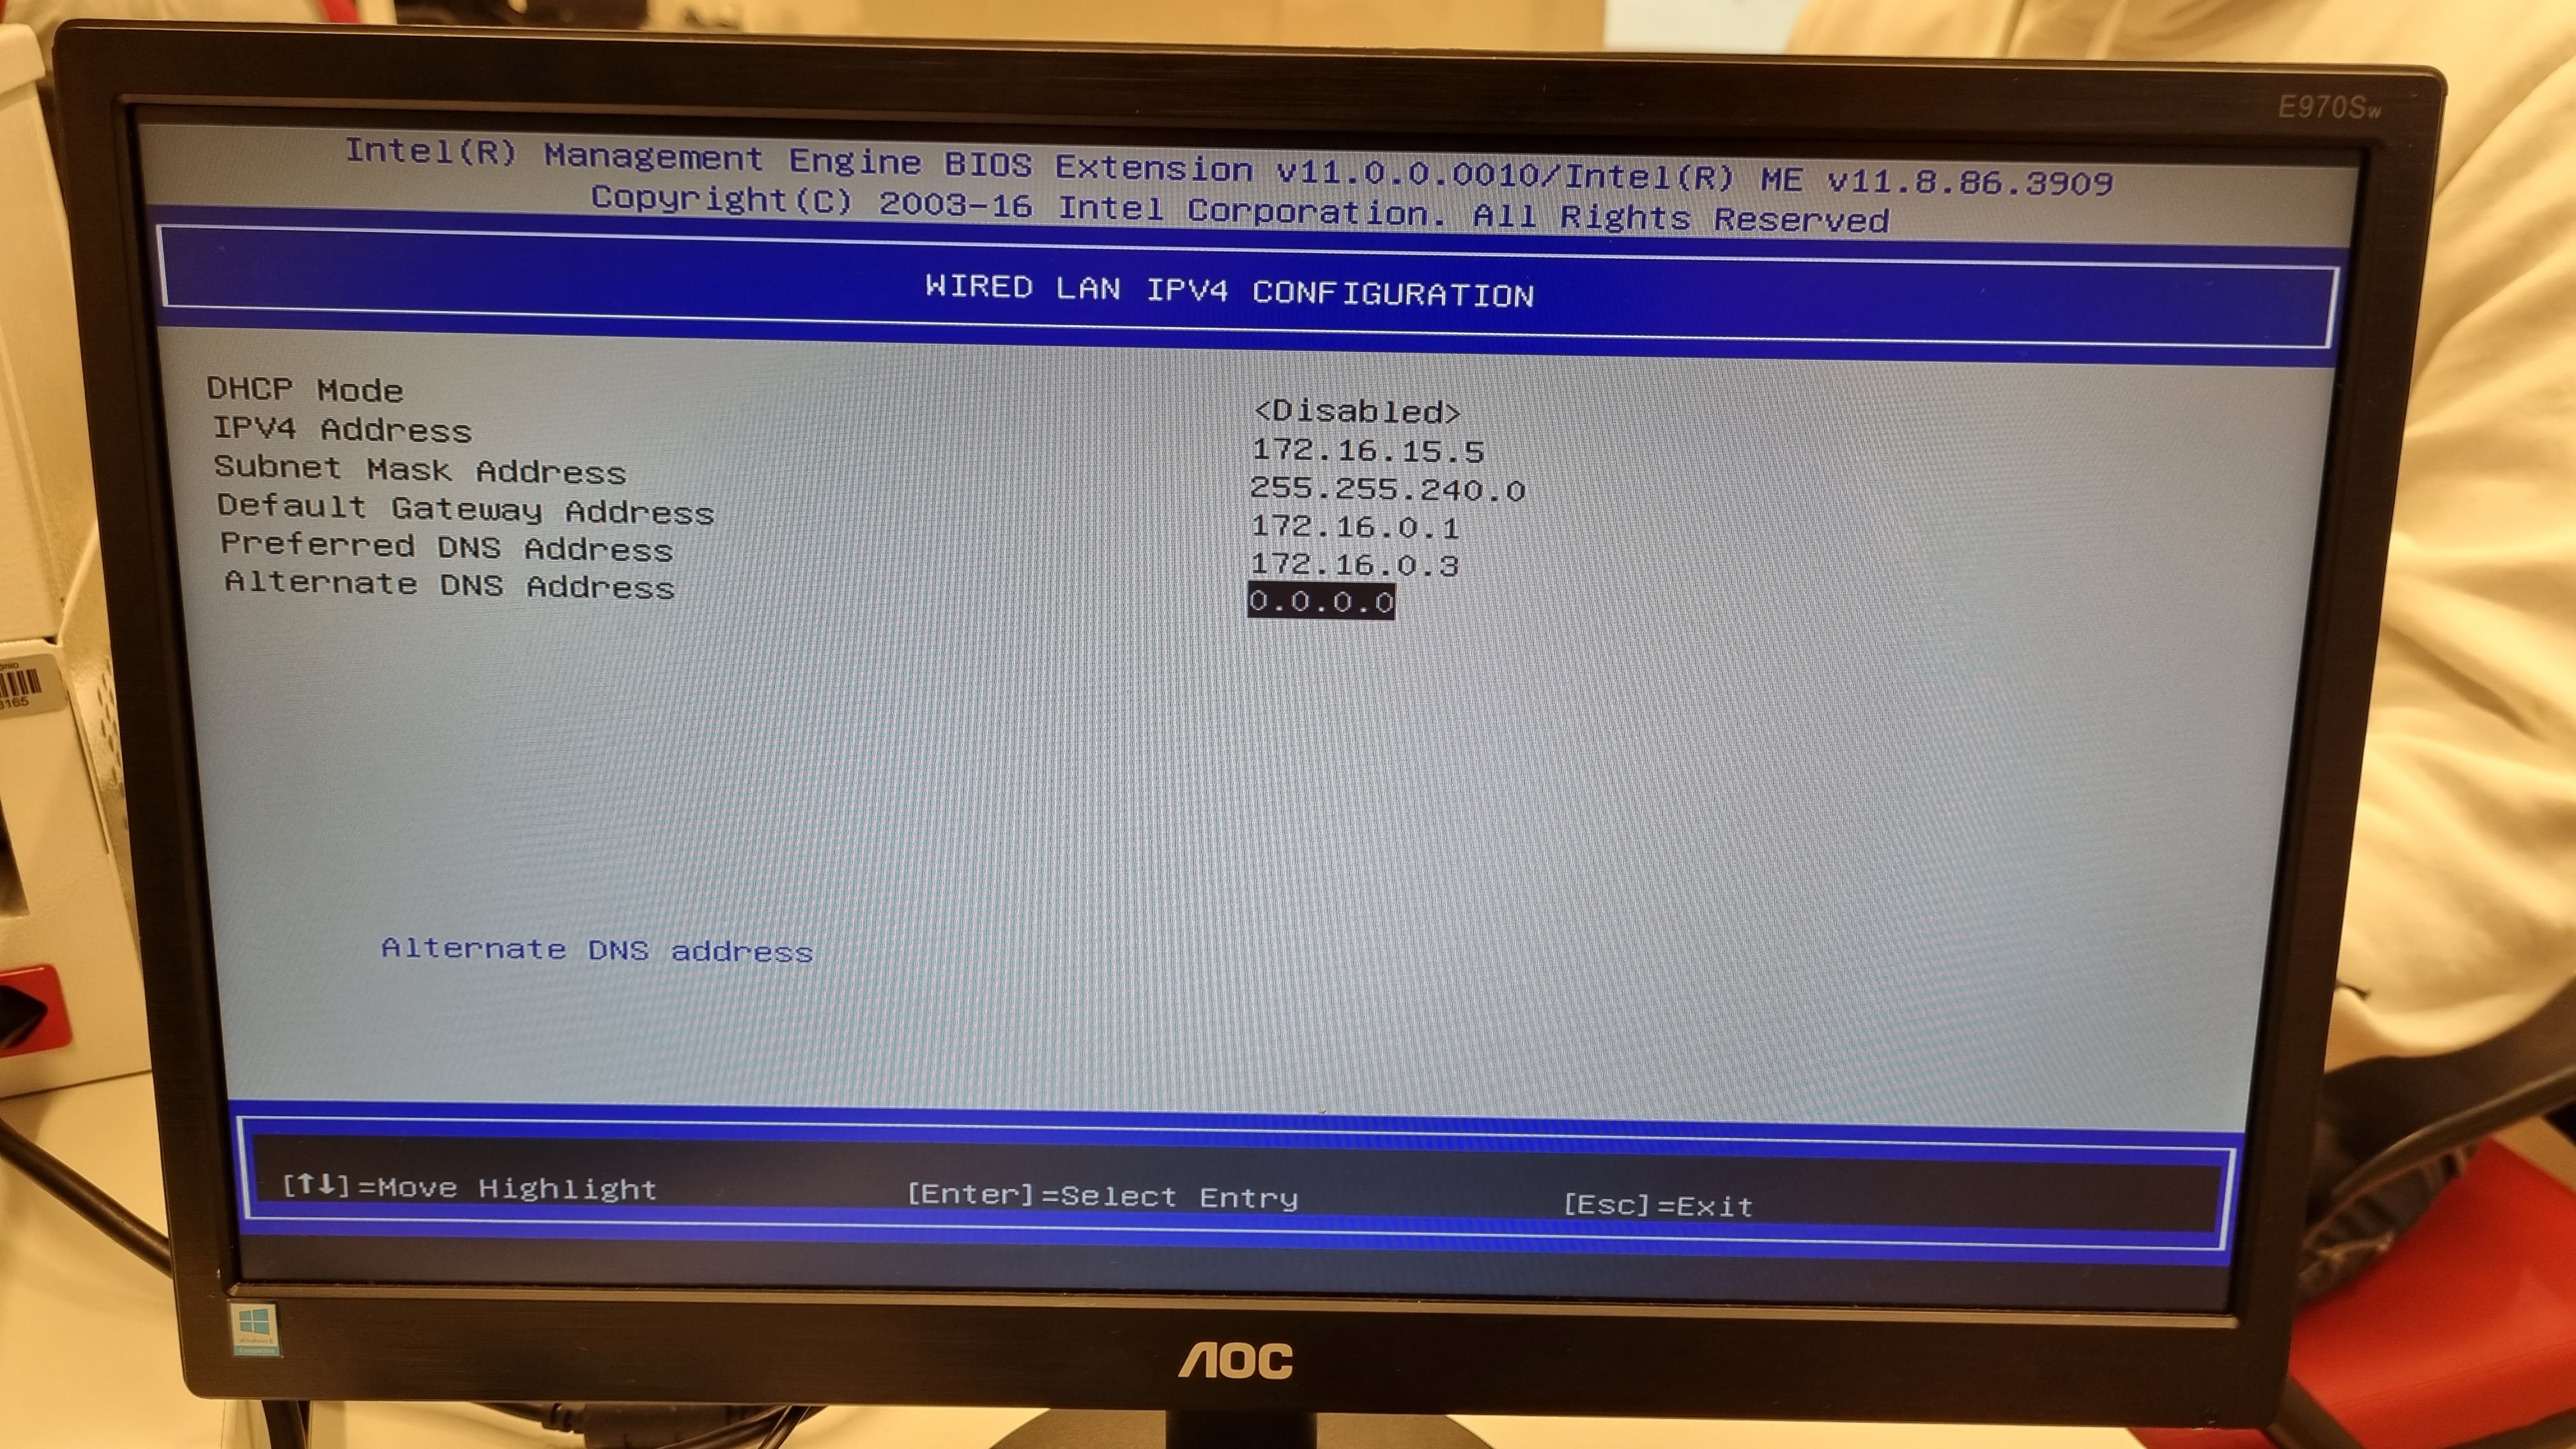 E970Sw
Intel(R) Management Engine BIOS Extension v11.0.0.0010/Intel(R) ME v11.8.86.3909
Copyright(C) 2003-16 Intel Corporation. All Rights Reserved
WIRED LAN IPV4 CONFIGURATION
DHCP Mode <Disabled>
IPV4 Address 172.16.15.5
Subnet Mask Address 255.255.240.0
Default Gateway Address 172.16.0.1
Preferred DNS Address 172.16.0.3
Alternate DNS Address 0.0.0.0
Alternate DNS address
[↑↓]=Move Highlight [Enter]=Select Entry [Esc]=Exit
AOC